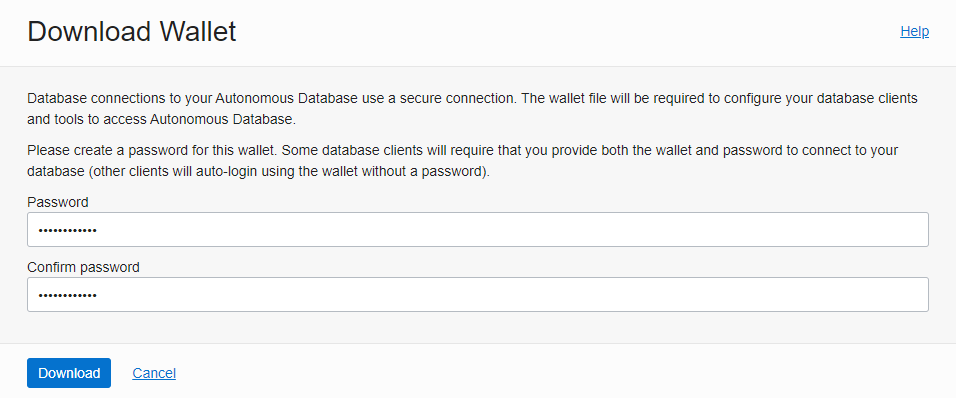 Download Wallet
Help
Database connections to your Autonomous Database use a secure connection. The wallet file will be required to configure your database clients
and tools to access Autonomous Database.
Please create a password for this wallet. Some database clients will require that you provide both the wallet and password to connect to your
database (other clients will auto-login using the wallet without a password).
Password
••••••••••••
Confirm password
••••••••••••
Download
Cancel